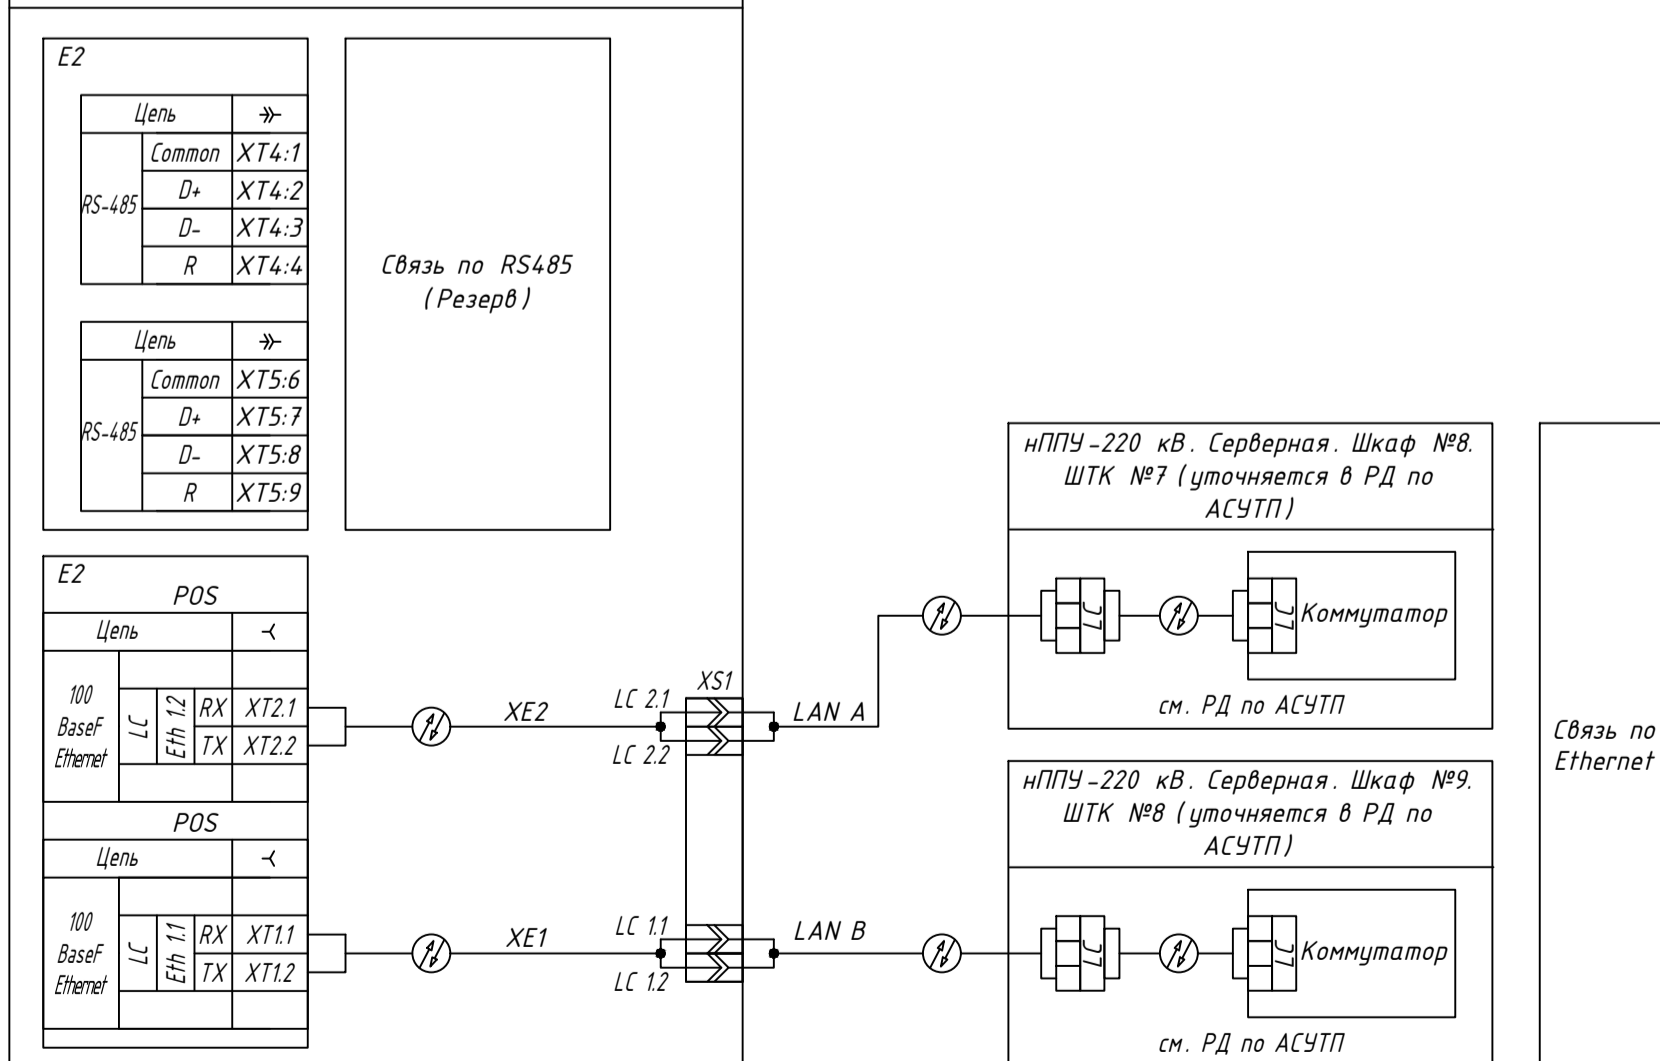 E2
Цепь
RS-485
Common XT4:1
D+ XT4:2
D- XT4:3
R XT4:4
Цепь
RS-485
Common XT5:6
D+ XT5:7
D- XT5:8
R XT5:9
Связь по RS485
(Резерв)
E2
POS
Цепь
100
BaseF
Ethernet
LC
Eth 1.2
RX XT2.1
TX XT2.2
POS
Цепь
100
BaseF
Ethernet
LC
Eth 1.1
RX XT1.1
TX XT1.2
XE2
LC 2.1
LC 2.2
XS1
LAN A
XE1
LC 1.1
LC 1.2
LAN B
нППУ-220 кВ. Серверная. Шкаф №8.
ШТК №7 (уточняется в РД по
АСУТП)
LC
LC
Коммутатор
см. РД по АСУТП
нППУ-220 кВ. Серверная. Шкаф №9.
ШТК №8 (уточняется в РД по
АСУТП)
LC
LC
Коммутатор
см. РД по АСУТП
Связь по
Ethernet